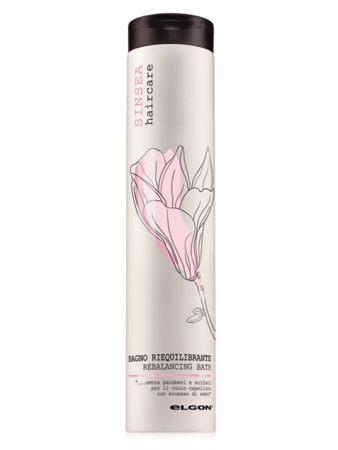 SINSEA
haircare
BAGNO RIEQUILIBRANTE
REBALANCING BATH
"...senza parabeni e solfati
per il cuoio capelluto
con eccesso di sebo"
eLGON